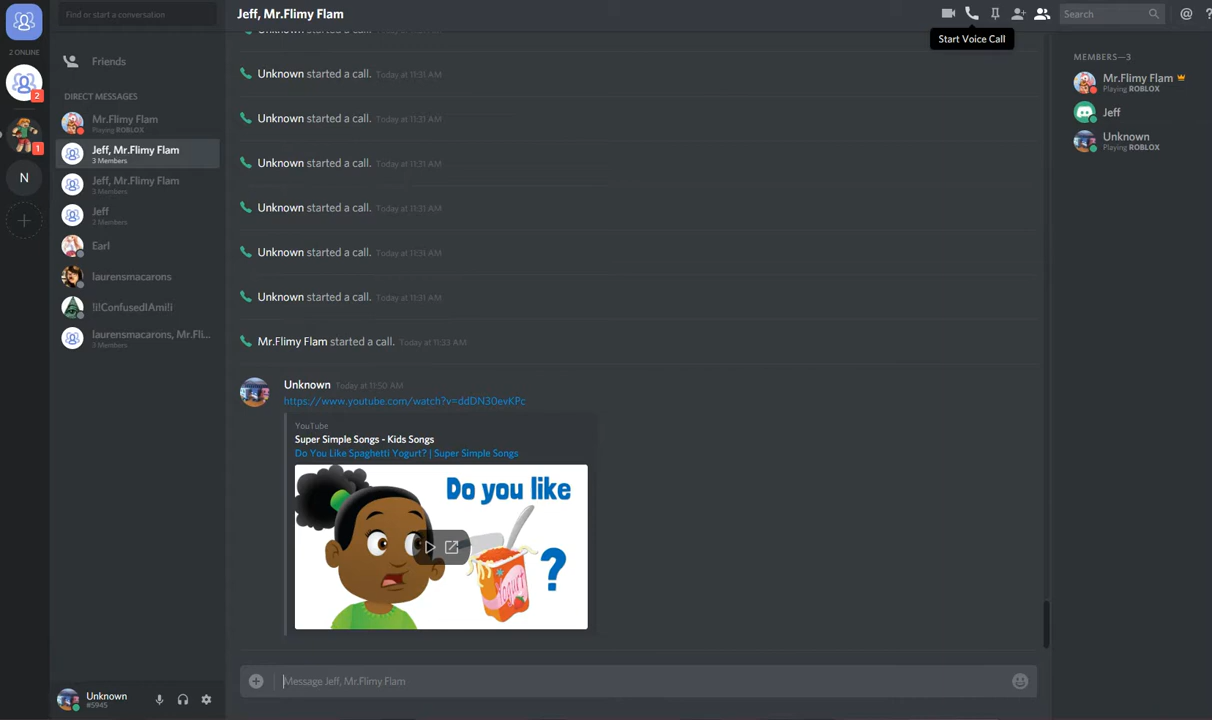 Find or start a conversation
Jeff, Mr.Flimy Flam
Search
@
?
Start Voice Call
2 ONLINE
2
1
N
Friends
DIRECT MESSAGES
Mr.Flimy Flam
Playing ROBLOX
Jeff, Mr.Flimy Flam
3 Members
Jeff, Mr.Flimy Flam
3 Members
Jeff
2 Members
Earl
laurensmacarons
!i!ConfusedIAmi!i
laurensmacarons, Mr.Fli...
3 Members
Unknown
#5945
Unknown started a call.
Unknown started a call. Today at 11:31 AM
Unknown started a call. Today at 11:31 AM
Unknown started a call. Today at 11:31 AM
Unknown started a call. Today at 11:31 AM
Unknown started a call. Today at 11:31 AM
Unknown started a call. Today at 11:31 AM
Mr.Flimy Flam started a call. Today at 11:33 AM
Unknown Today at 11:50 AM
https://www.youtube.com/watch?v=ddDN30evKPc
YouTube
Super Simple Songs - Kids Songs
Do You Like Spaghetti Yogurt? | Super Simple Songs
Do you like
Yogurt
?
Message Jeff, Mr.Flimy Flam
MEMBERS—3
Mr.Flimy Flam
Playing ROBLOX
Jeff
Unknown
Playing ROBLOX